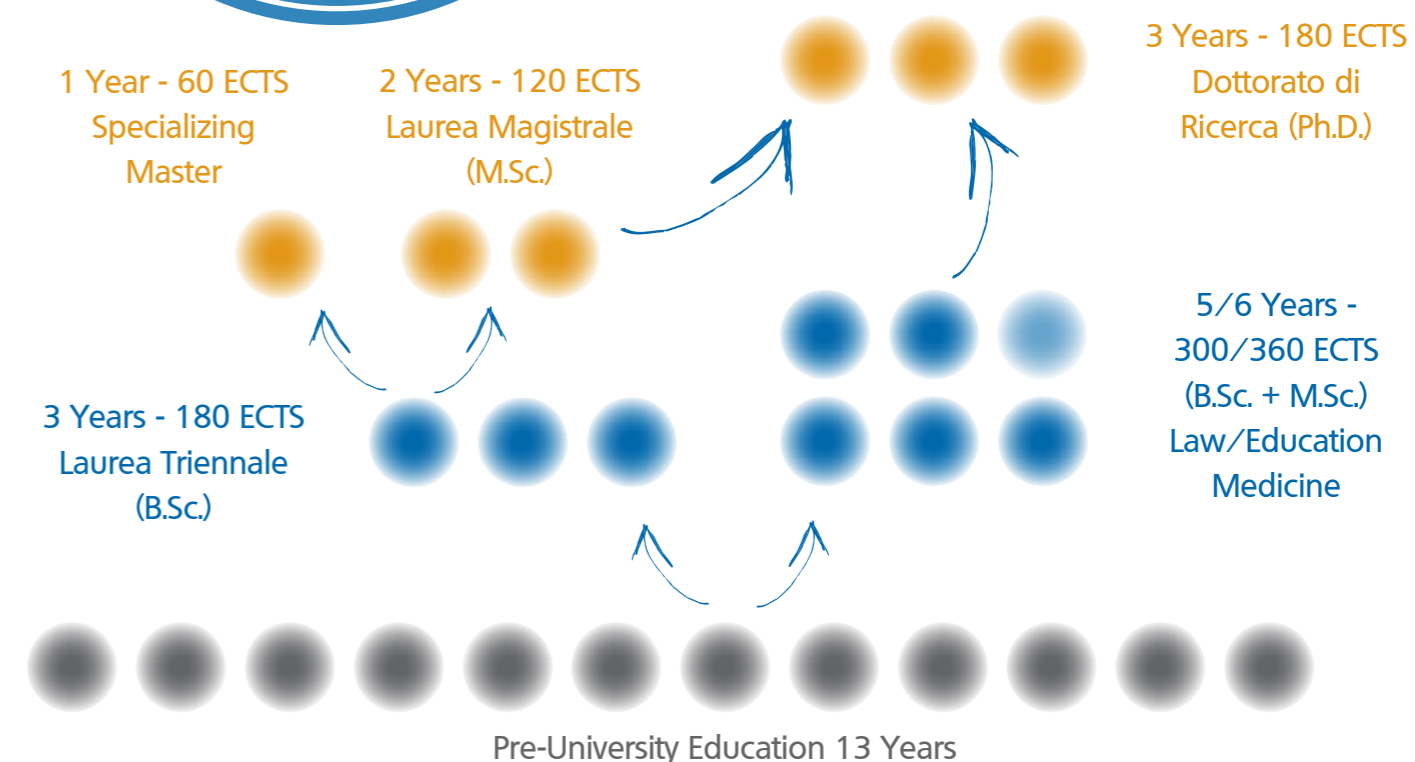 1 Year - 60 ECTS
Specializing
Master
2 Years - 120 ECTS
Laurea Magistrale
(M.Sc.)
3 Years - 180 ECTS
Dottorato di
Ricerca (Ph.D.)
3 Years - 180 ECTS
Laurea Triennale
(B.Sc.)
5/6 Years -
300/360 ECTS
(B.Sc. + M.Sc.)
Law/Education
Medicine
Pre-University Education 13 Years